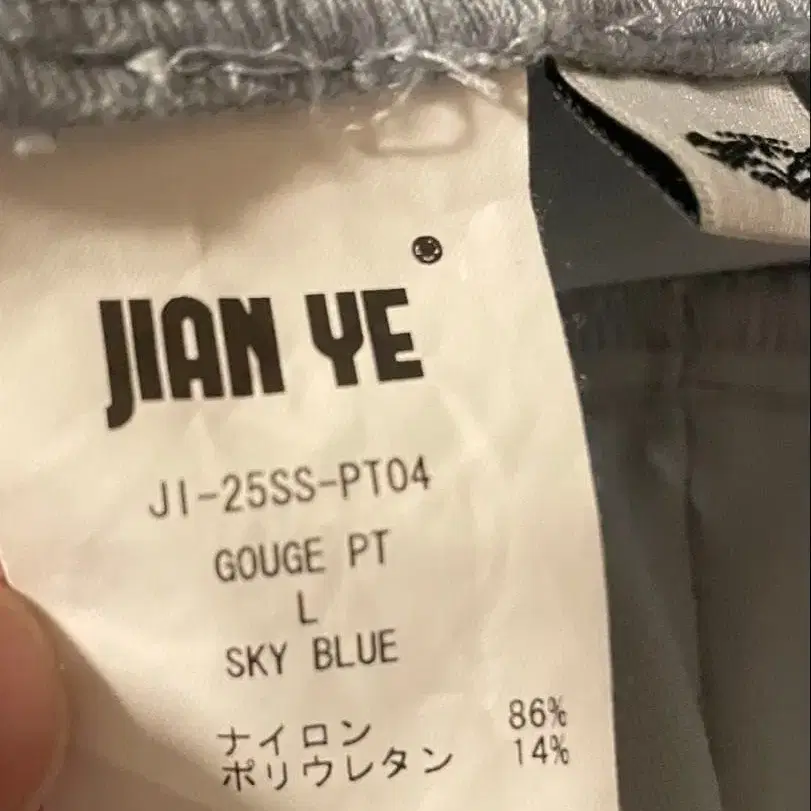 JIAN YE
JI-25SS-PT04
GOUGE PT
L
SKY BLUE
ナイロン 86%
ポリウレタン 14%